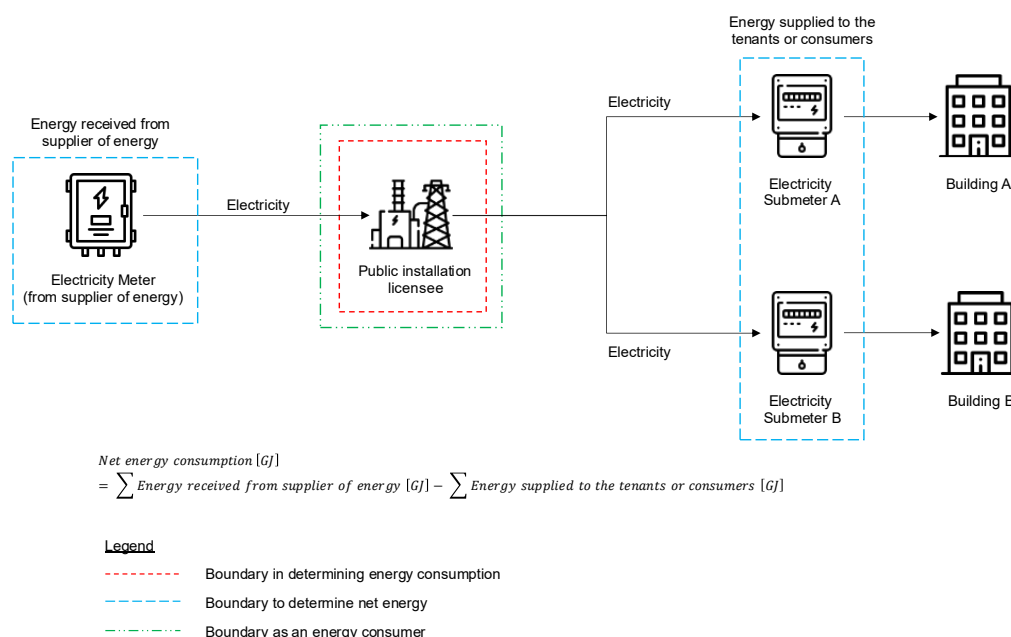 Energy supplied to the
tenants or consumers
Energy received from
supplier of energy
Electricity
Electricity
Electricity Meter
(from supplier of energy)
Public installation
licensee
Electricity
Submeter A
Building A
Electricity
Electricity
Submeter B
Building
Net energy consumption [GJ]
= ∑ Energy received from supplier of energy [GJ] − ∑ Energy supplied to the tenants or consumers [GJ]
Legend
Boundary in determining energy consumption
Boundary to determine net energy
Boundary as an energy consumer